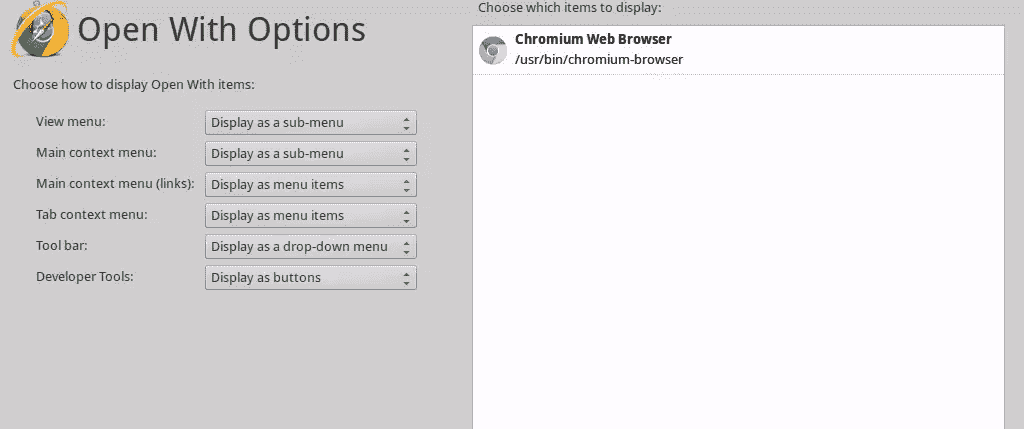 Open With Options
Choose how to display Open With items:
View menu: Display as a sub-menu
Main context menu: Display as a sub-menu
Main context menu (links): Display as menu items
Tab context menu: Display as menu items
Tool bar: Display as a drop-down menu
Developer Tools: Display as buttons
Choose which items to display:
Chromium Web Browser
/usr/bin/chromium-browser